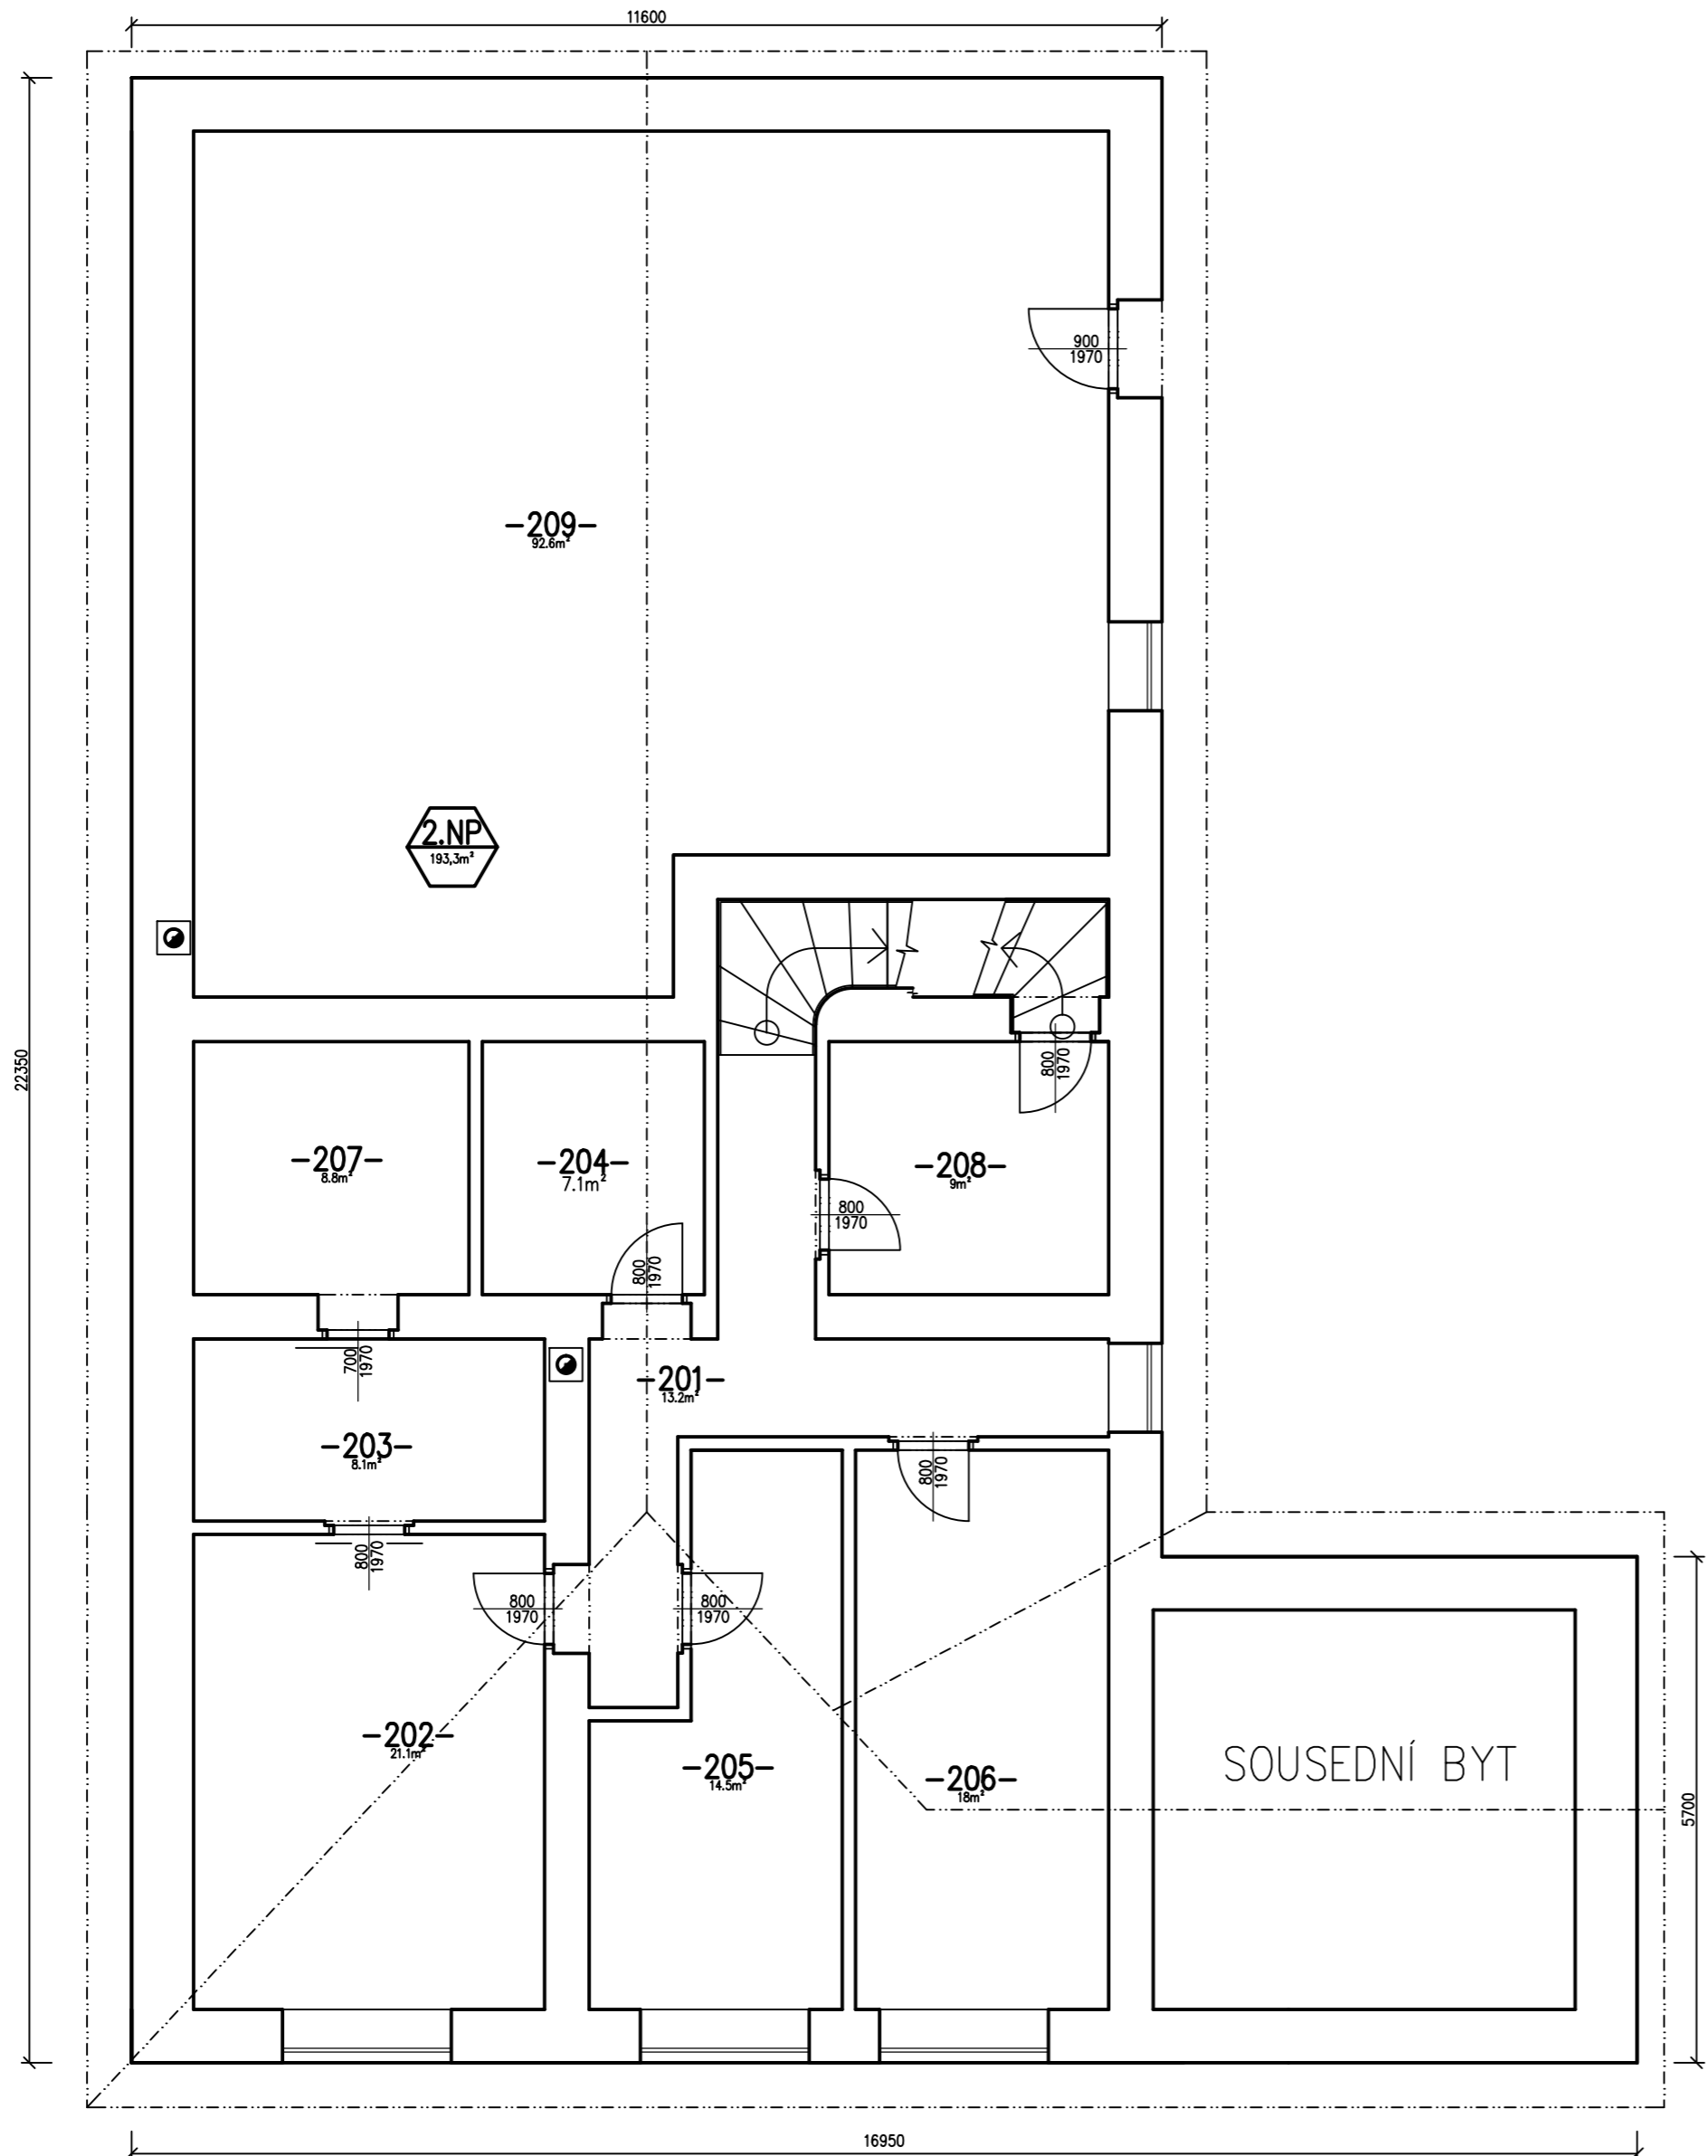 11600
900
1970
-209-
92.6m²
2.NP
193,3m²
22350
800
1970
-207-
8.8m²
-204-
7.1m²
-208-
9m²
800
1970
800
1970
700
1970
-201-
13.2m²
-203-
8.1m²
800
1970
800
1970
800
1970
800
1970
-202-
21.1m²
-205-
14.5m²
-206-
18m²
SOUSEDNÍ BYT
5700
16950